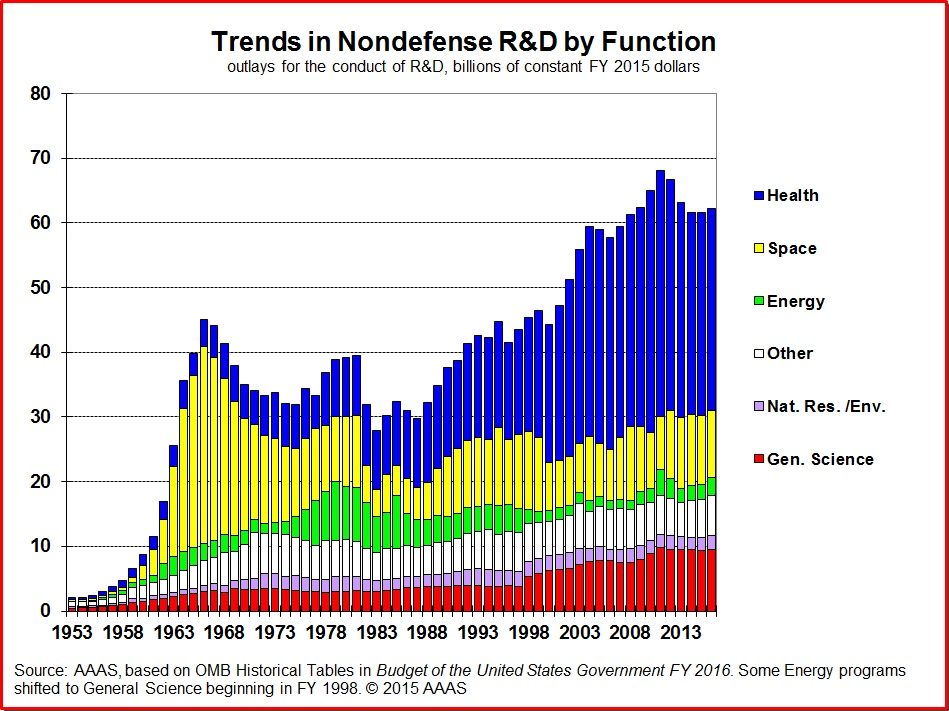 Trends in Nondefense R&D by Function
outlays for the conduct of R&D, billions of constant FY 2015 dollars
80
70
60
50
40
30
20
10
0
1953 1958 1963 1968 1973 1978 1983 1988 1993 1998 2003 2008 2013
Health
Space
Energy
Other
Nat. Res. /Env.
Gen. Science
Source: AAAS, based on OMB Historical Tables in Budget of the United States Government FY 2016. Some Energy programs
shifted to General Science beginning in FY 1998. © 2015 AAAS